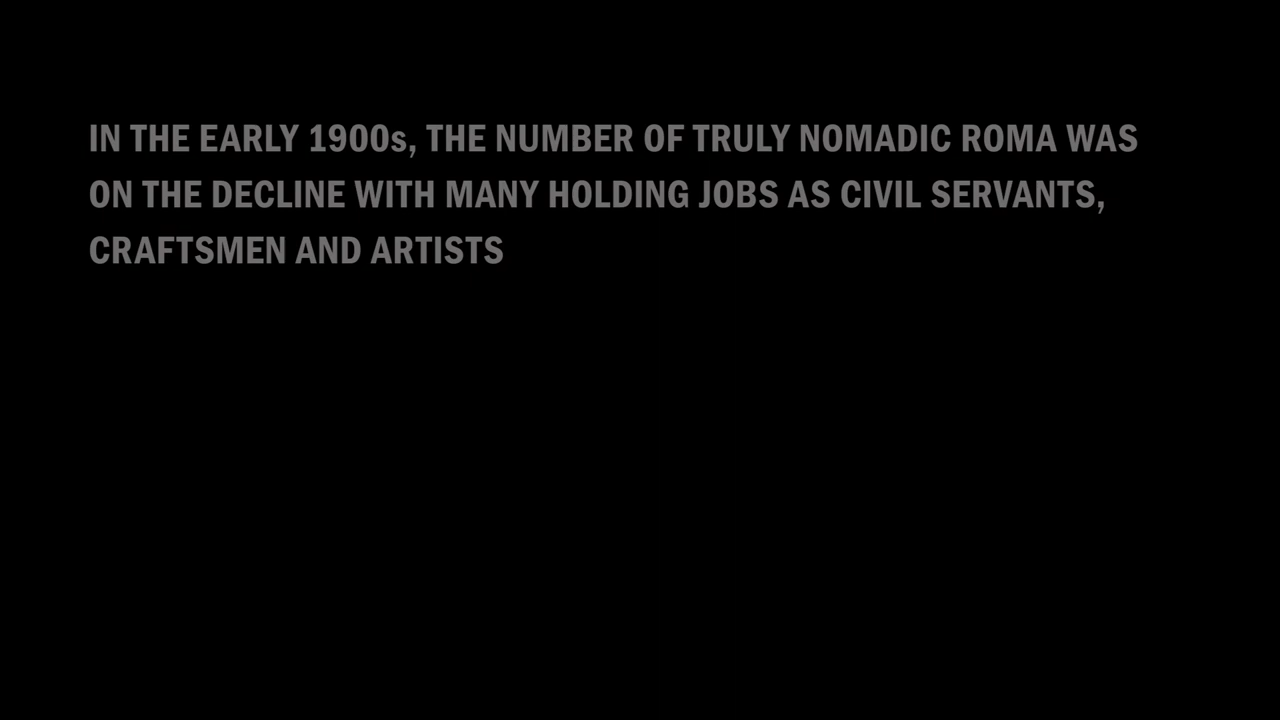 IN THE EARLY 1900s, THE NUMBER OF TRULY NOMADIC ROMA WAS
ON THE DECLINE WITH MANY HOLDING JOBS AS CIVIL SERVANTS,
CRAFTSMEN AND ARTISTS